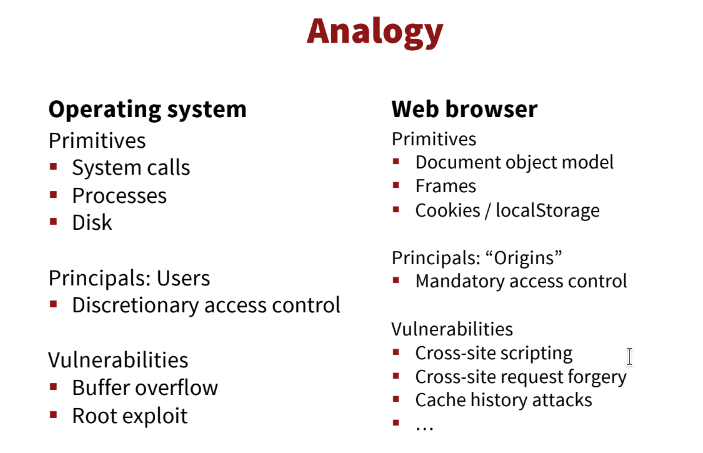 Analogy
Operating system
Primitives
▪ System calls
▪ Processes
▪ Disk
Principals: Users
▪ Discretionary access control
Vulnerabilities
▪ Buffer overflow
▪ Root exploit
Web browser
Primitives
▪ Document object model
▪ Frames
▪ Cookies / localStorage
Principals: “Origins”
▪ Mandatory access control
Vulnerabilities
▪ Cross-site scripting
▪ Cross-site request forgery
▪ Cache history attacks
▪ …